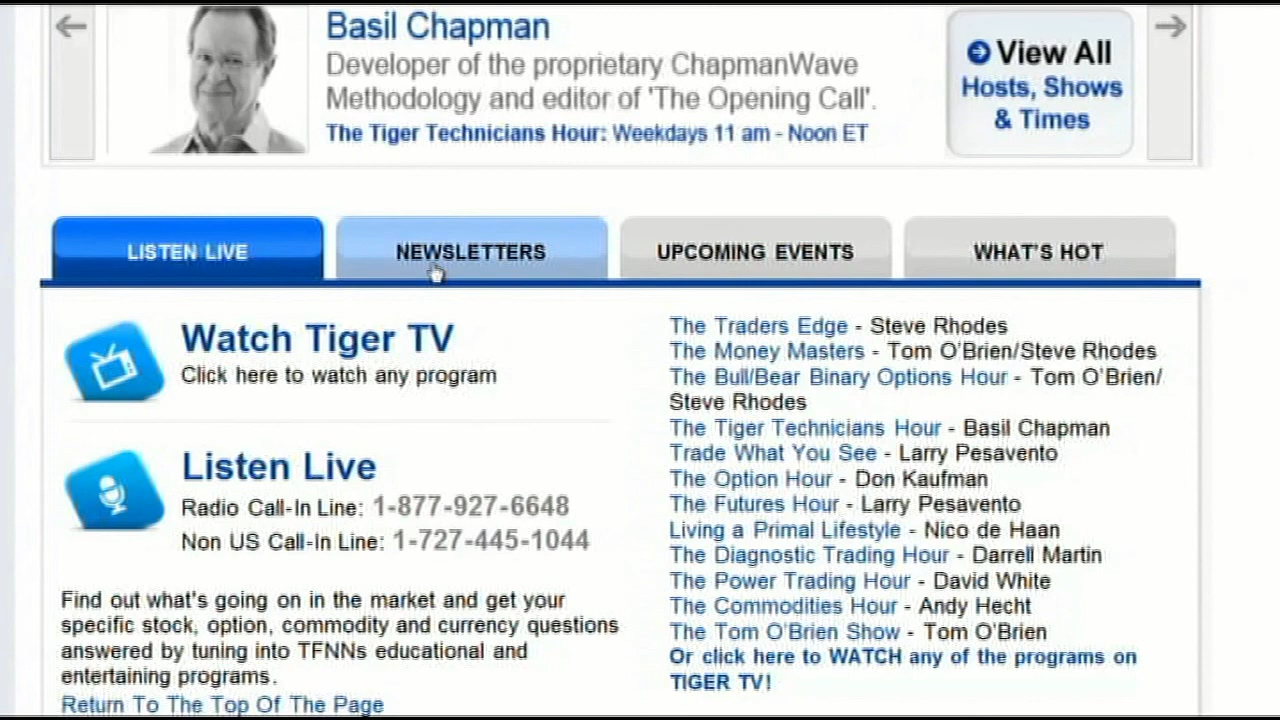 Basil Chapman
Developer of the proprietary ChapmanWave
Methodology and editor of 'The Opening Call'.
The Tiger Technicians Hour: Weekdays 11 am - Noon ET
View All
Hosts, Shows
& Times
LISTEN LIVE
NEWSLETTERS
UPCOMING EVENTS
WHAT'S HOT
Watch Tiger TV
Click here to watch any program
Listen Live
Radio Call-In Line: 1-877-927-6648
Non US Call-In Line: 1-727-445-1044
Find out what's going on in the market and get your
specific stock, option, commodity and currency questions
answered by tuning into TFNNs educational and
entertaining programs.
Return To The Top Of The Page
The Traders Edge - Steve Rhodes
The Money Masters - Tom O'Brien/Steve Rhodes
The Bull/Bear Binary Options Hour - Tom O'Brien/
Steve Rhodes
The Tiger Technicians Hour - Basil Chapman
Trade What You See - Larry Pesavento
The Option Hour - Don Kaufman
The Futures Hour - Larry Pesavento
Living a Primal Lifestyle - Nico de Haan
The Diagnostic Trading Hour - Darrell Martin
The Power Trading Hour - David White
The Commodities Hour - Andy Hecht
The Tom O'Brien Show - Tom O'Brien
Or click here to WATCH any of the programs on
TIGER TV!